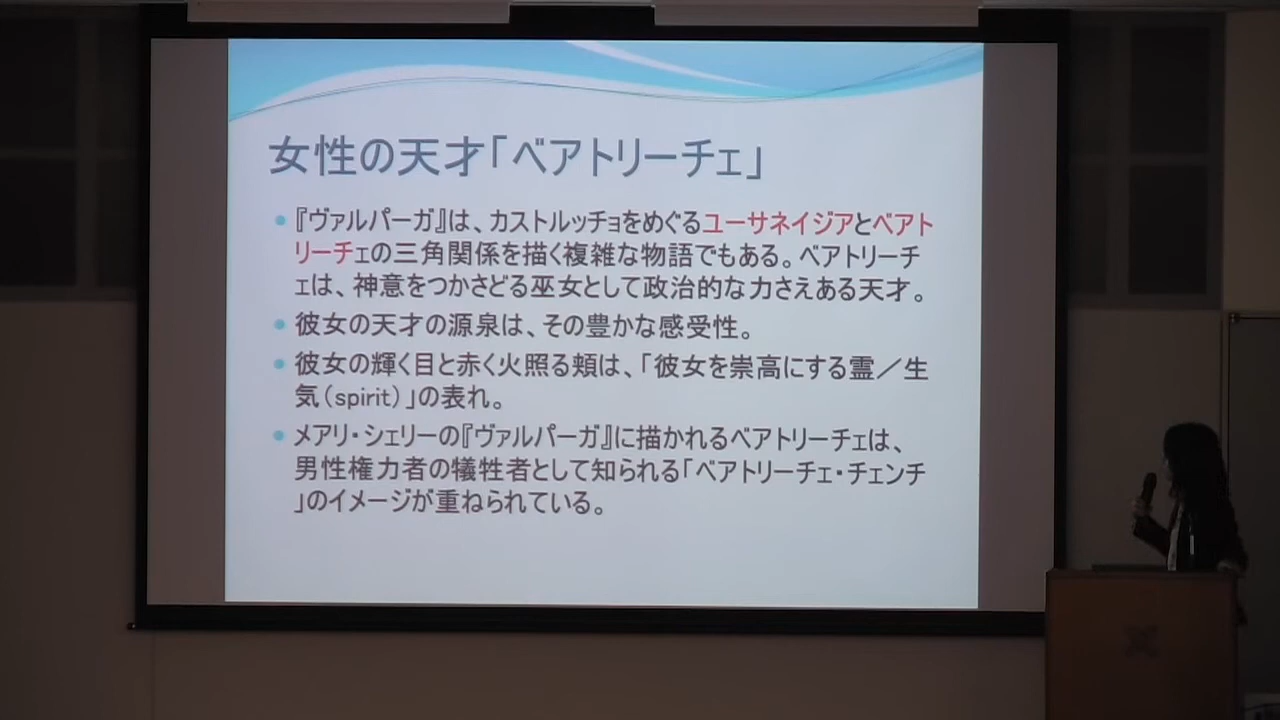 女性の天才「ベアトリーチェ」
『ヴァルパーガ』は、カストルッチョをめぐるユーサネイジアとベアト
リーチェの三角関係を描く複雑な物語でもある。ベアトリーチ
ェは、神意をつかさどる巫女として政治的な力さえある天才。
彼女の天才の源泉は、その豊かな感受性。
彼女の輝く目と赤く火照る頬は、「彼女を崇高にする霊／生
気（spirit）」の表れ。
メアリ・シェリーの『ヴァルパーガ』に描かれるベアトリーチェは、
男性権力者の犠牲者として知られる「ベアトリーチェ・チェンチ
」のイメージが重ねられている。